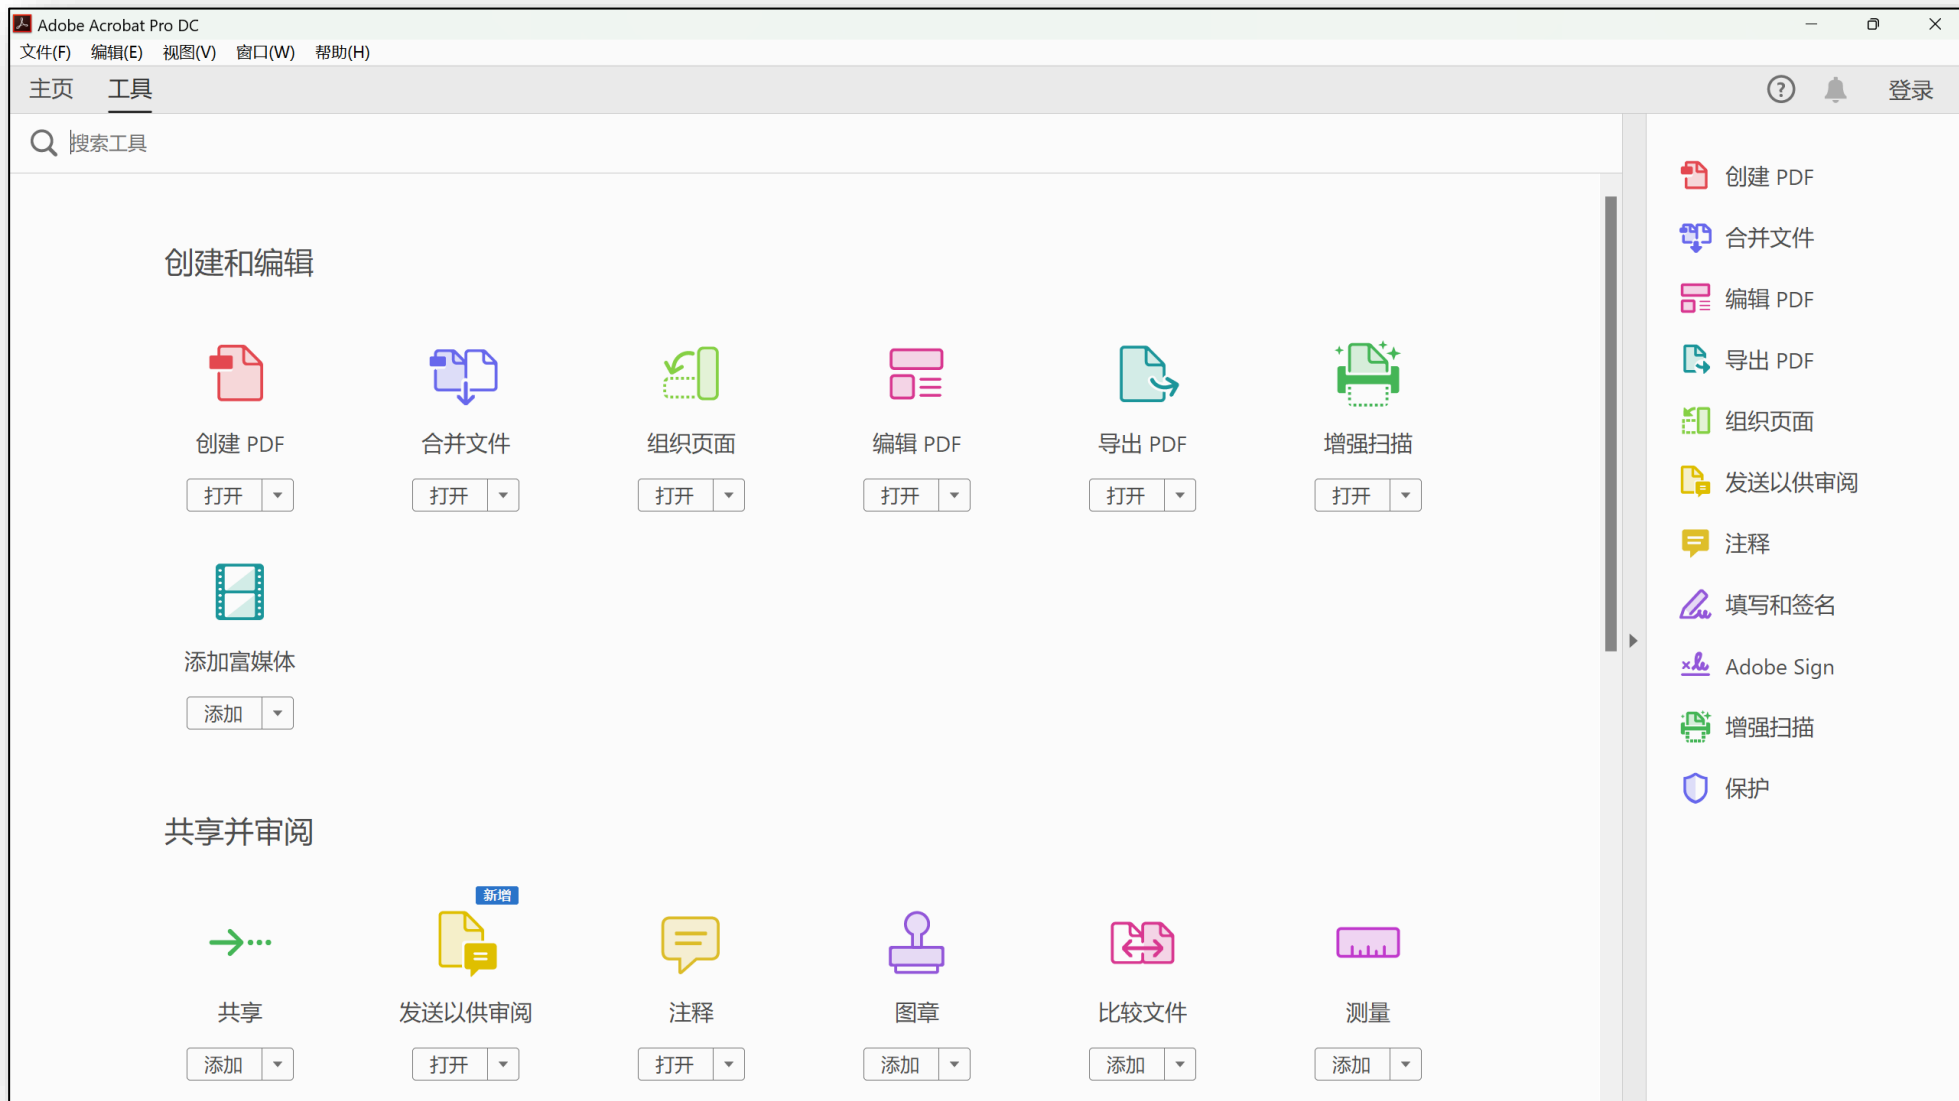 Adobe Acrobat Pro DC
文件(F) 编辑(E) 视图(V) 窗口(W) 帮助(H)
主页 工具 登录
搜索工具
创建和编辑
创建 PDF 合并文件 组织页面 编辑 PDF 导出 PDF 增强扫描
打开 打开 打开 打开 打开 打开
添加富媒体
添加
共享并审阅
新增
共享 发送以供审阅 注释 图章 比较文件 测量
添加 打开 打开 添加 添加 添加
创建 PDF
合并文件
编辑 PDF
导出 PDF
组织页面
发送以供审阅
注释
填写和签名
Adobe Sign
增强扫描
保护